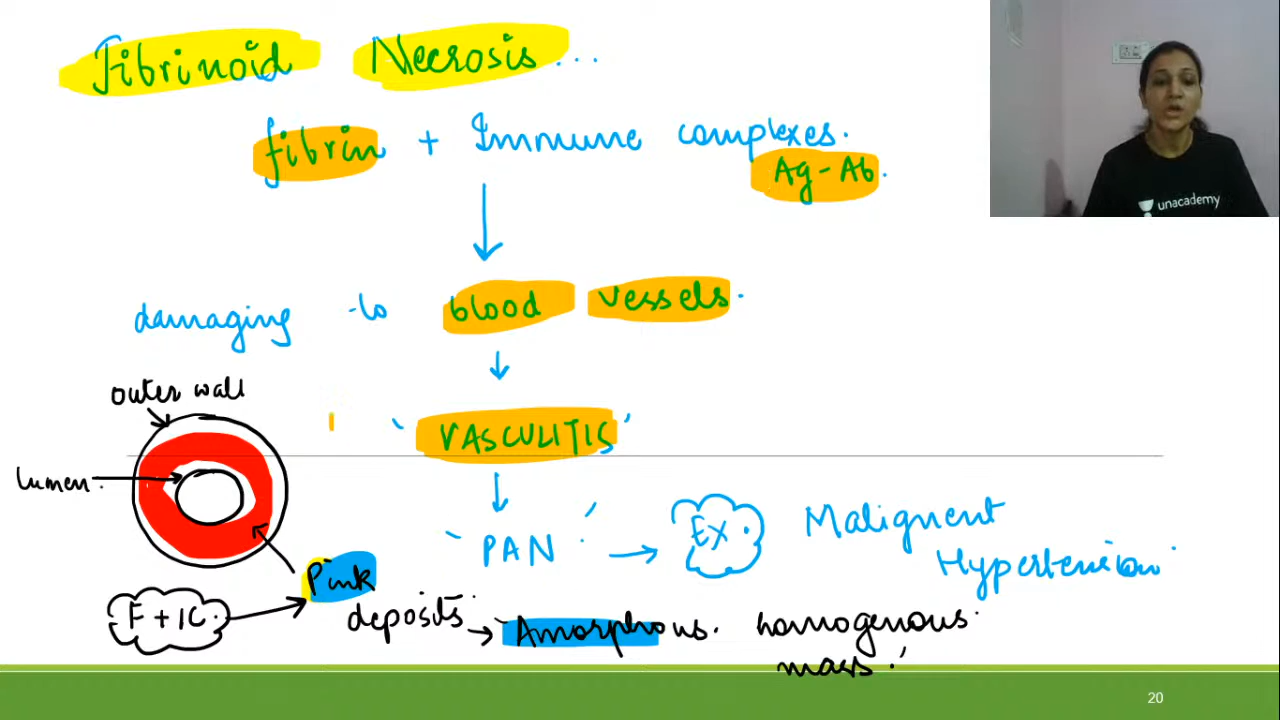 Fibrinoid Necrosis...
fibrin + Immune complexes.
Ag-Ab.
damaging to blood vessels.
outer wall
'VASCULITIS'
Lumen
"PAN" → EX. Malignent
Hypertension
Pink
F + IC
deposits → 'Amorphous. homogenous.
mass.'
unacademy
20